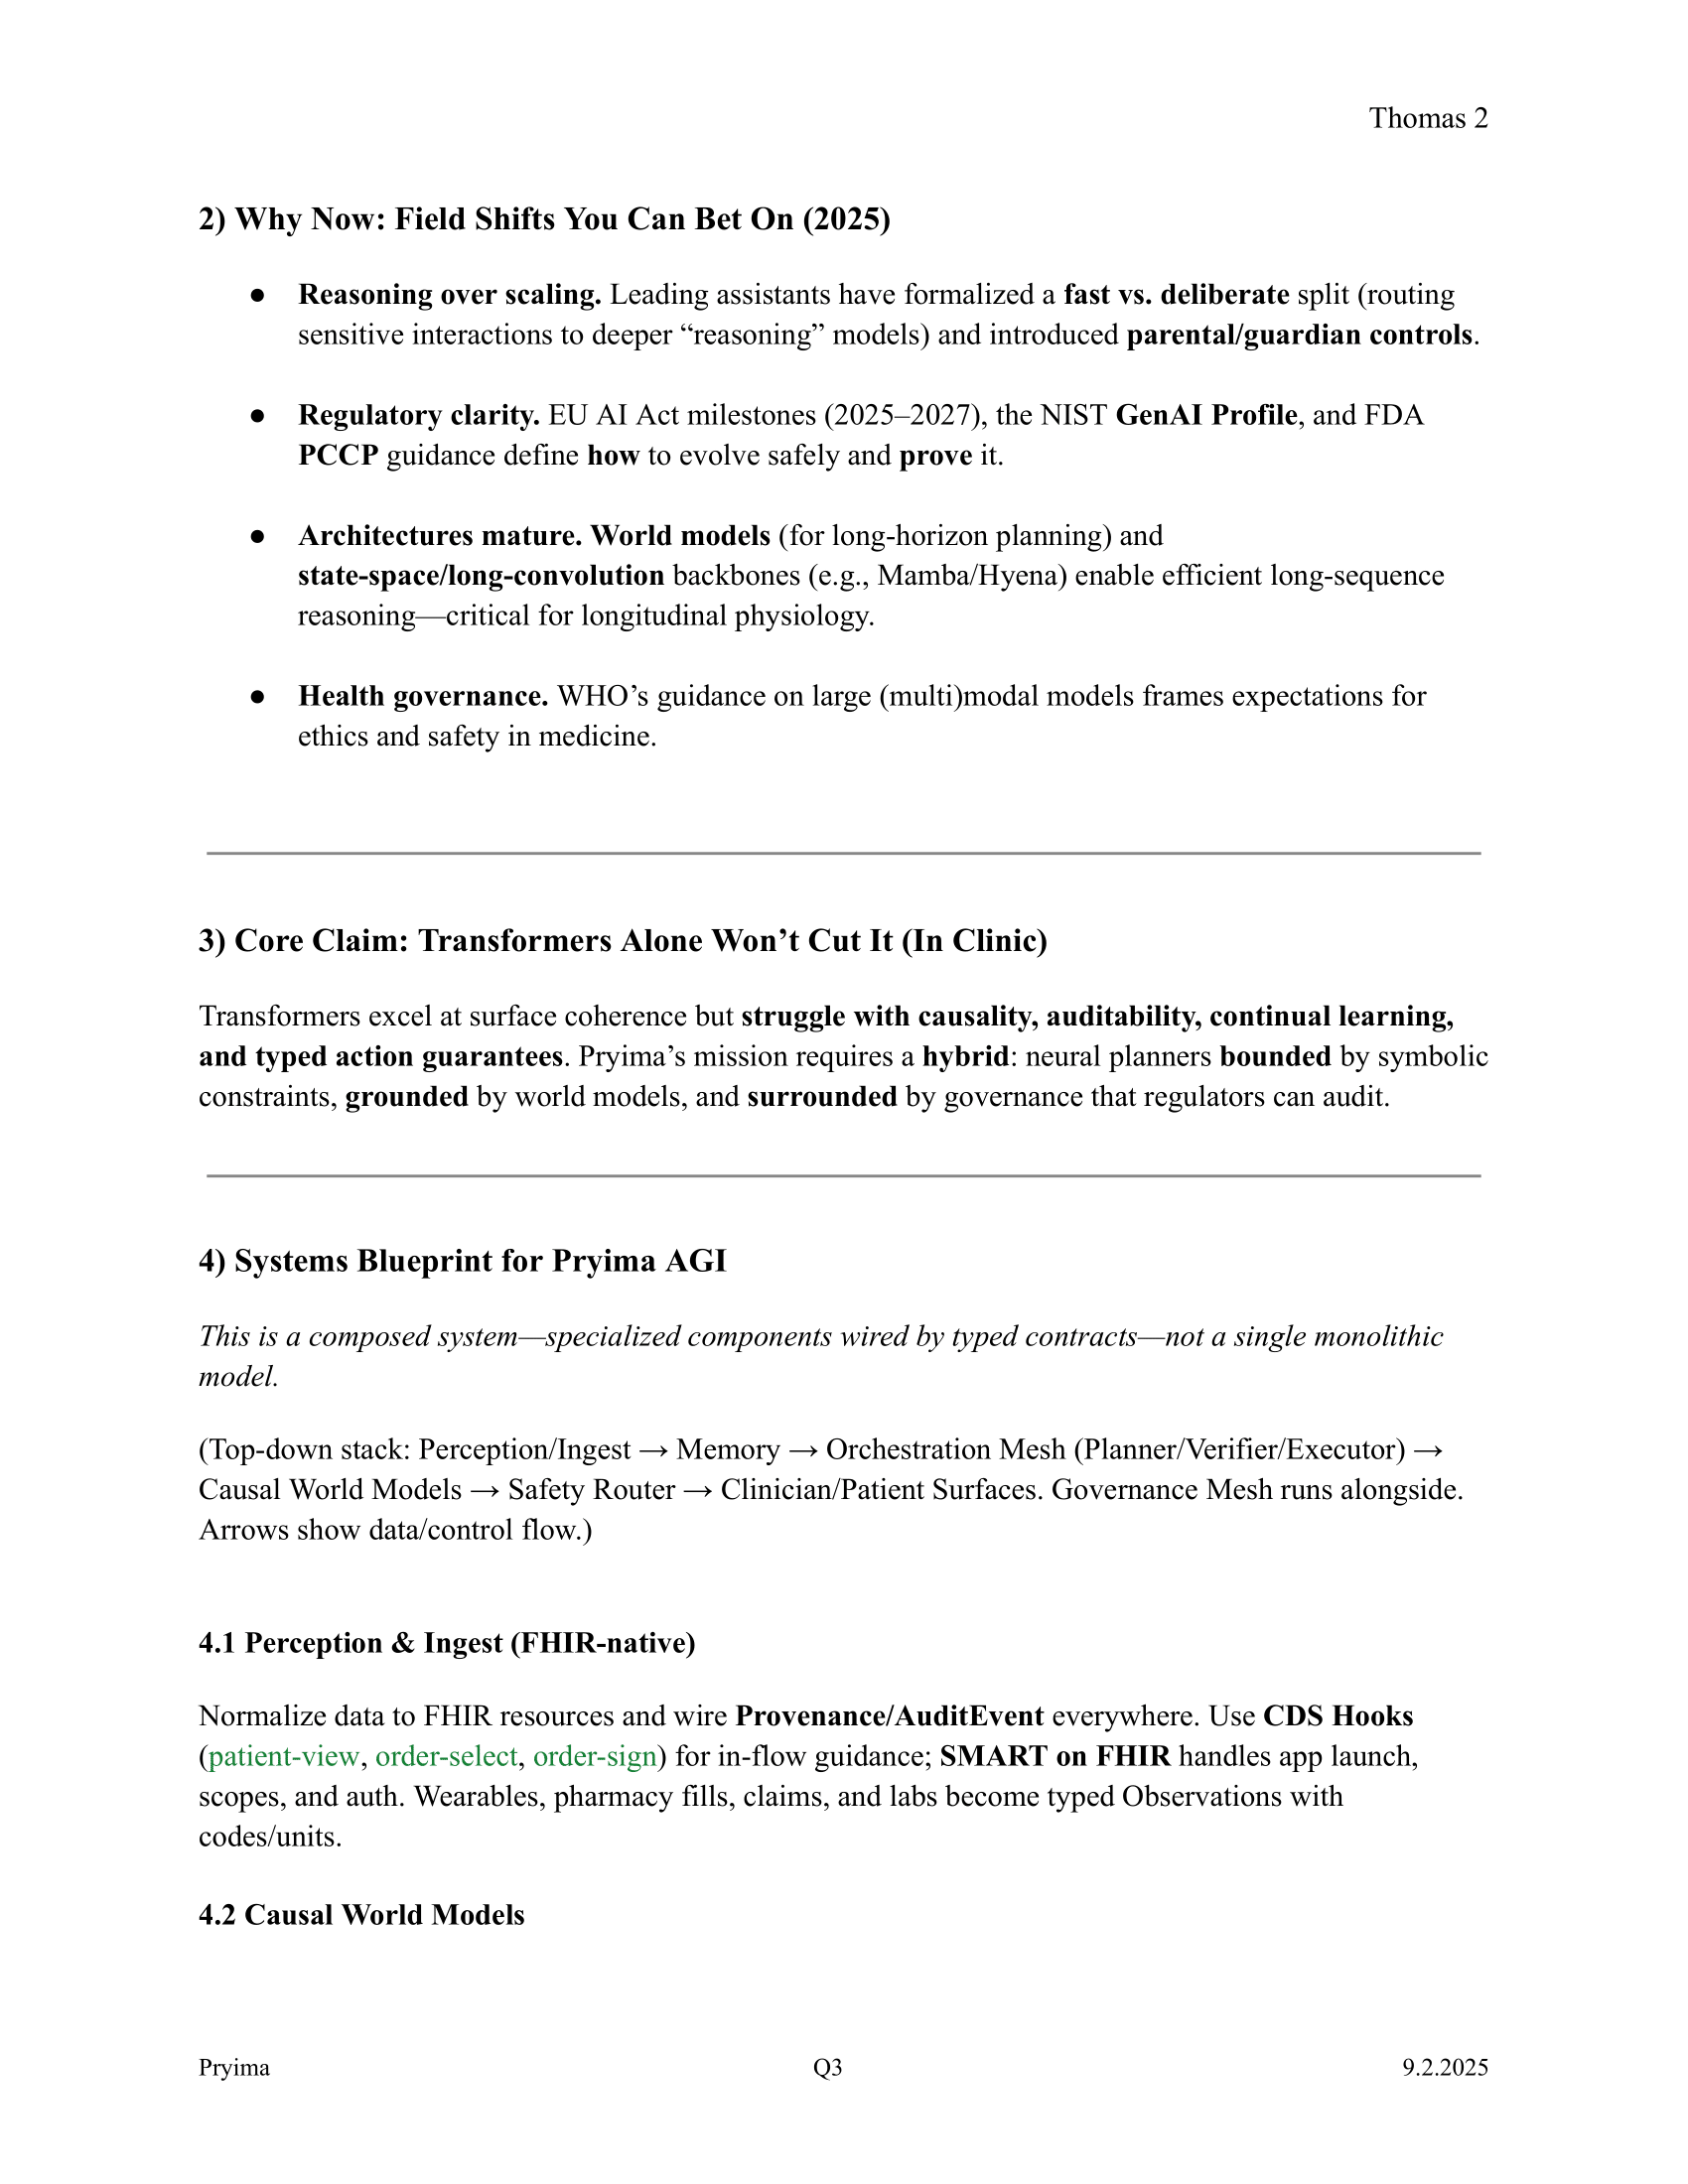 Thomas 2
2) Why Now: Field Shifts You Can Bet On (2025)
● Reasoning over scaling. Leading assistants have formalized a fast vs. deliberate split (routing
sensitive interactions to deeper “reasoning” models) and introduced parental/guardian controls.
● Regulatory clarity. EU AI Act milestones (2025–2027), the NIST GenAI Profile, and FDA
PCCP guidance define how to evolve safely and prove it.
● Architectures mature. World models (for long-horizon planning) and
state-space/long-convolution backbones (e.g., Mamba/Hyena) enable efficient long-sequence
reasoning—critical for longitudinal physiology.
● Health governance. WHO’s guidance on large (multi)modal models frames expectations for
ethics and safety in medicine.
3) Core Claim: Transformers Alone Won’t Cut It (In Clinic)
Transformers excel at surface coherence but struggle with causality, auditability, continual learning,
and typed action guarantees. Pryima’s mission requires a hybrid: neural planners bounded by symbolic
constraints, grounded by world models, and surrounded by governance that regulators can audit.
4) Systems Blueprint for Pryima AGI
This is a composed system—specialized components wired by typed contracts—not a single monolithic
model.
(Top-down stack: Perception/Ingest → Memory → Orchestration Mesh (Planner/Verifier/Executor) →
Causal World Models → Safety Router → Clinician/Patient Surfaces. Governance Mesh runs alongside.
Arrows show data/control flow.)
4.1 Perception & Ingest (FHIR-native)
Normalize data to FHIR resources and wire Provenance/AuditEvent everywhere. Use CDS Hooks
(patient-view, order-select, order-sign) for in-flow guidance; SMART on FHIR handles app launch,
scopes, and auth. Wearables, pharmacy fills, claims, and labs become typed Observations with
codes/units.
4.2 Causal World Models
Pryima Q3 9.2.2025